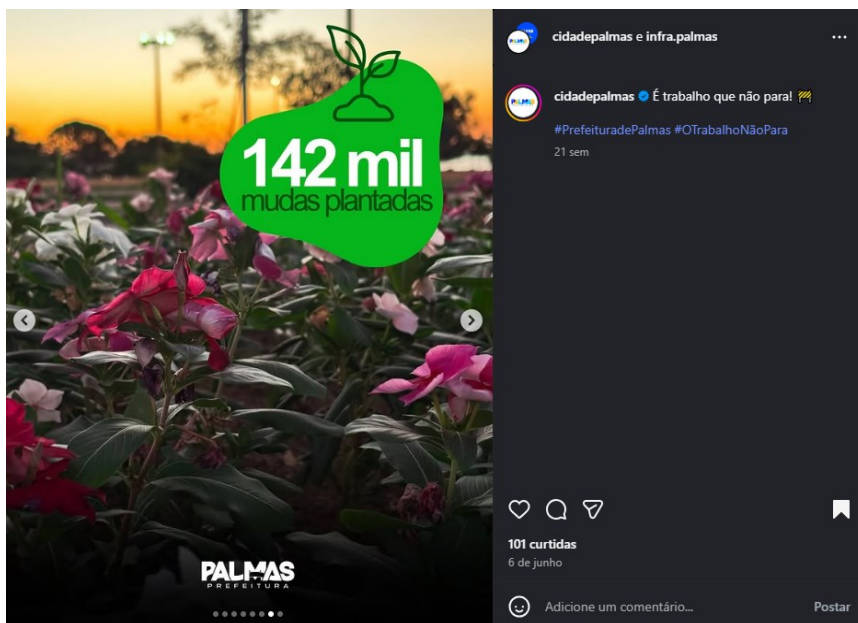 142 mil
mudas plantadas
PALMAS
PREFEITURA
cidadepalmas e infra.palmas
cidadepalmas É trabalho que não para! 🚧
#PrefeituradePalmas #OTrabalhoNãoPara
21 sem
101 curtidas
6 de junho
Adicione um comentário...
Postar